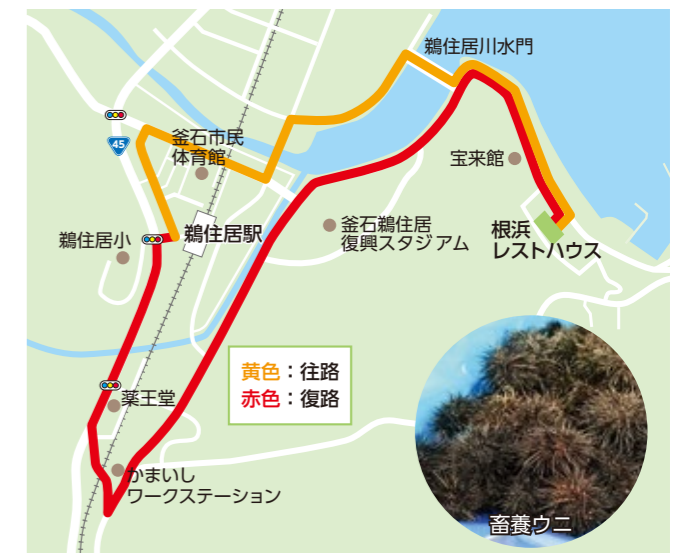 鵜住居川水門
45
釜石市民
体育館
宝来館
鵜住居小
鵜住居駅
釜石鵜住居
復興スタジアム
根浜
レストハウス
黄色：往路
赤色：復路
薬王堂
かまいし
ワークステーション
畜養ウニ